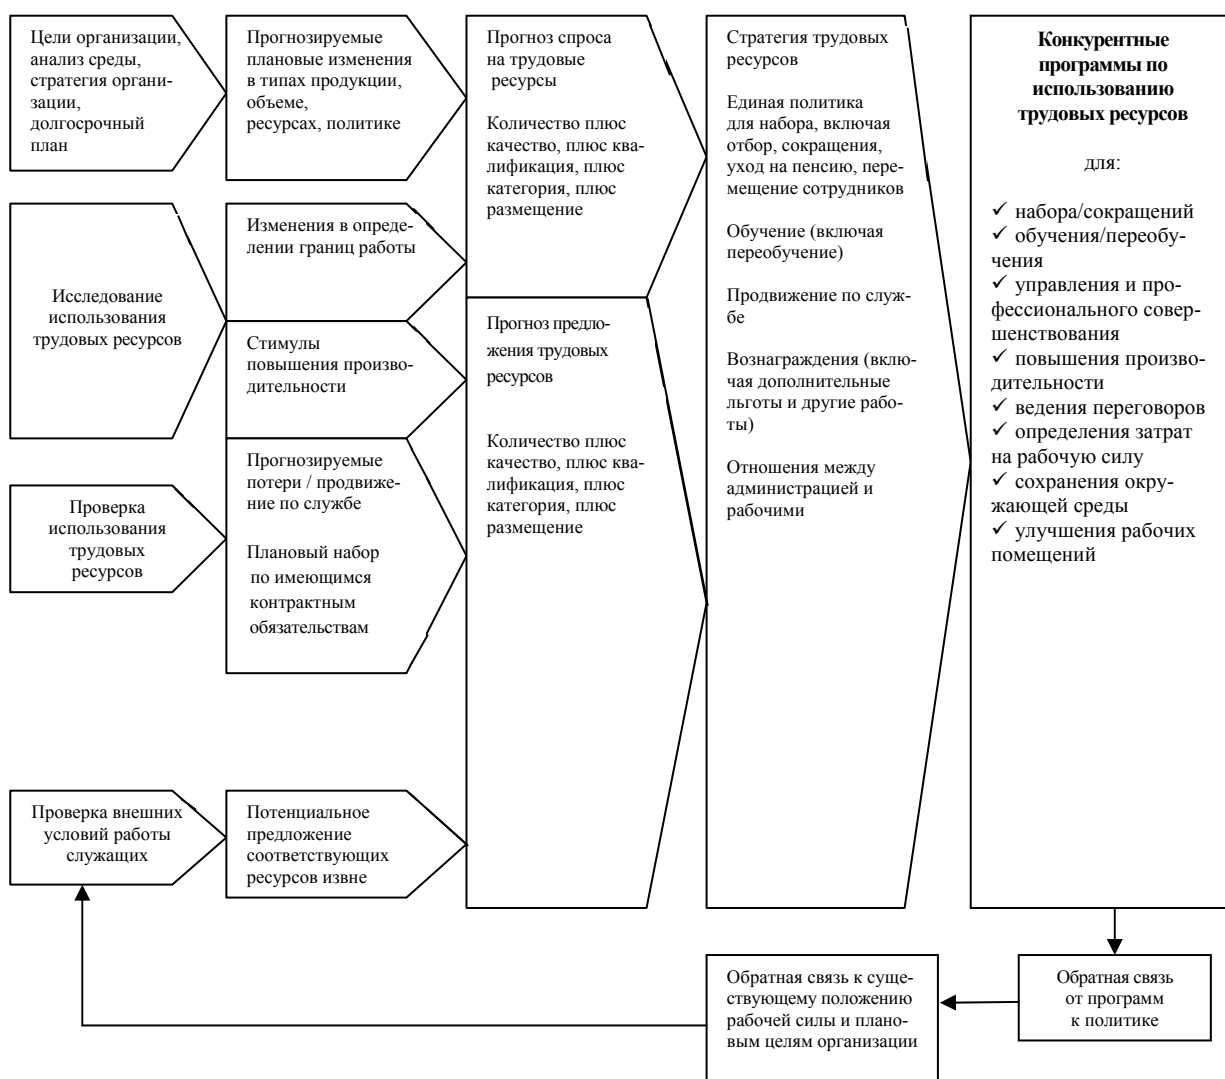 Цели организации,
анализ среды,
стратегия органи-
зации,
долгосрочный
план
Прогнозируемые
плановые изменения
в типах продукции,
объеме,
ресурсах, политике
Прогноз спроса
на трудовые
ресурсы
Количество плюс
качество, плюс ква-
лификация, плюс
категория, плюс
размещение
Стратегия трудовых
ресурсов
Единая политика
для набора, включая
отбор, сокращения,
уход на пенсию, пере-
мещение сотрудников
Обучение (включая
переобучение)
Продвижение по служ-
бе
Вознаграждения (вклю-
чая дополнительные
льготы и другие рабо-
ты)
Отношения между
администрацией и
рабочими
Конкурентные
программы по
использованию
трудовых ресурсов
для:
✓ набора/сокращений
✓ обучения/переобу-
чения
✓ управления и про-
фессионального совер-
шенствования
✓ повышения произво-
дительности
✓ ведения переговоров
✓ определения затрат
на рабочую силу
✓ сохранения окру-
жающей среды
✓ улучшения рабочих
помещений
Исследование
использования
трудовых ресурсов
Изменения в опреде-
лении границ работы
Стимулы
повышения произво-
дительности
Прогноз предло-
жения трудовых
ресурсов
Количество плюс
качество, плюс ква-
лификация, плюс
категория, плюс
размещение
Проверка
использования
трудовых
ресурсов
Прогнозируемые
потери / продвиже-
ние по службе
Плановый набор
по имеющимся
контрактным
обязательствам
Проверка внешних
условий работы
служащих
Потенциальное
предложение
соответствующих
ресурсов извне
Обратная связь к суще-
ствующему положению
рабочей силы и плано-
вым целям организации
Обратная связь
от программ
к политике